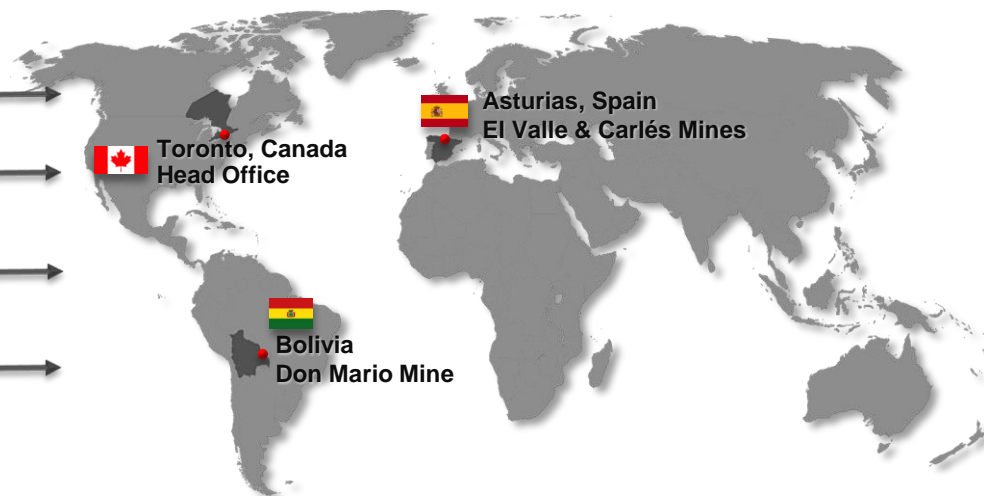 Asturias, Spain
El Valle & Carlés Mines
Toronto, Canada
Head Office
Bolivia
Don Mario Mine